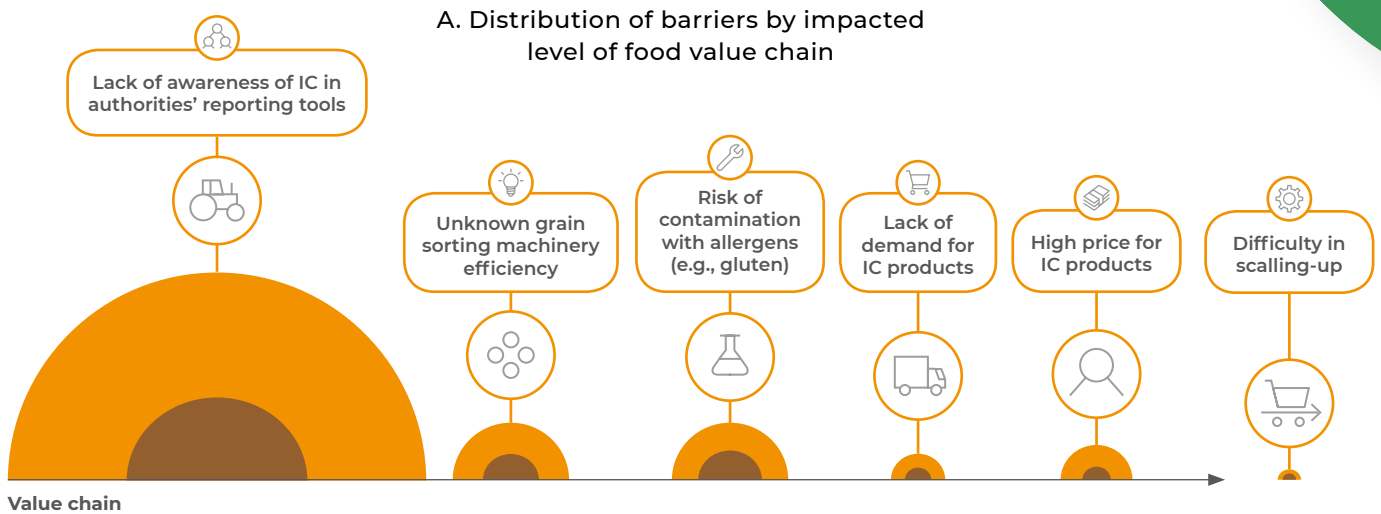 A. Distribution of barriers by impacted
level of food value chain
Lack of awareness of IC in
authorities’ reporting tools
Unknown grain
sorting machinery
efficiency
Risk of
contamination
with allergens
(e.g., gluten)
Lack of
demand for
IC products
High price for
IC products
Difficulty in
scalling-up
Value chain